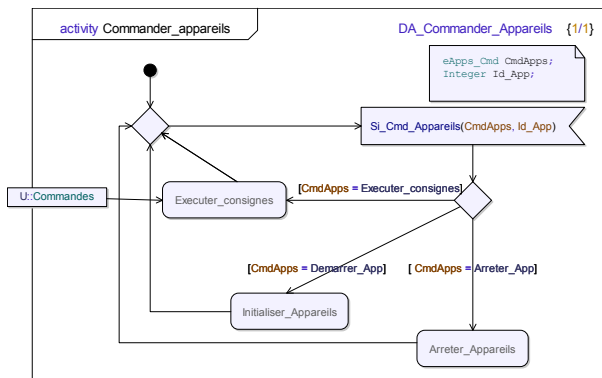 activity Commander_appareils
DA_Commander_Appareils {1/1}
eApps_Cmd CmdApps;
Integer Id_App;
Si_Cmd_Appareils(CmdApps, Id_App)
[CmdApps = Executer_consignes]
U::Commandes
Executer_consignes
[CmdApps = Demarrer_App]
[ CmdApps = Arreter_App]
Initialiser_Appareils
Arreter_Appareils